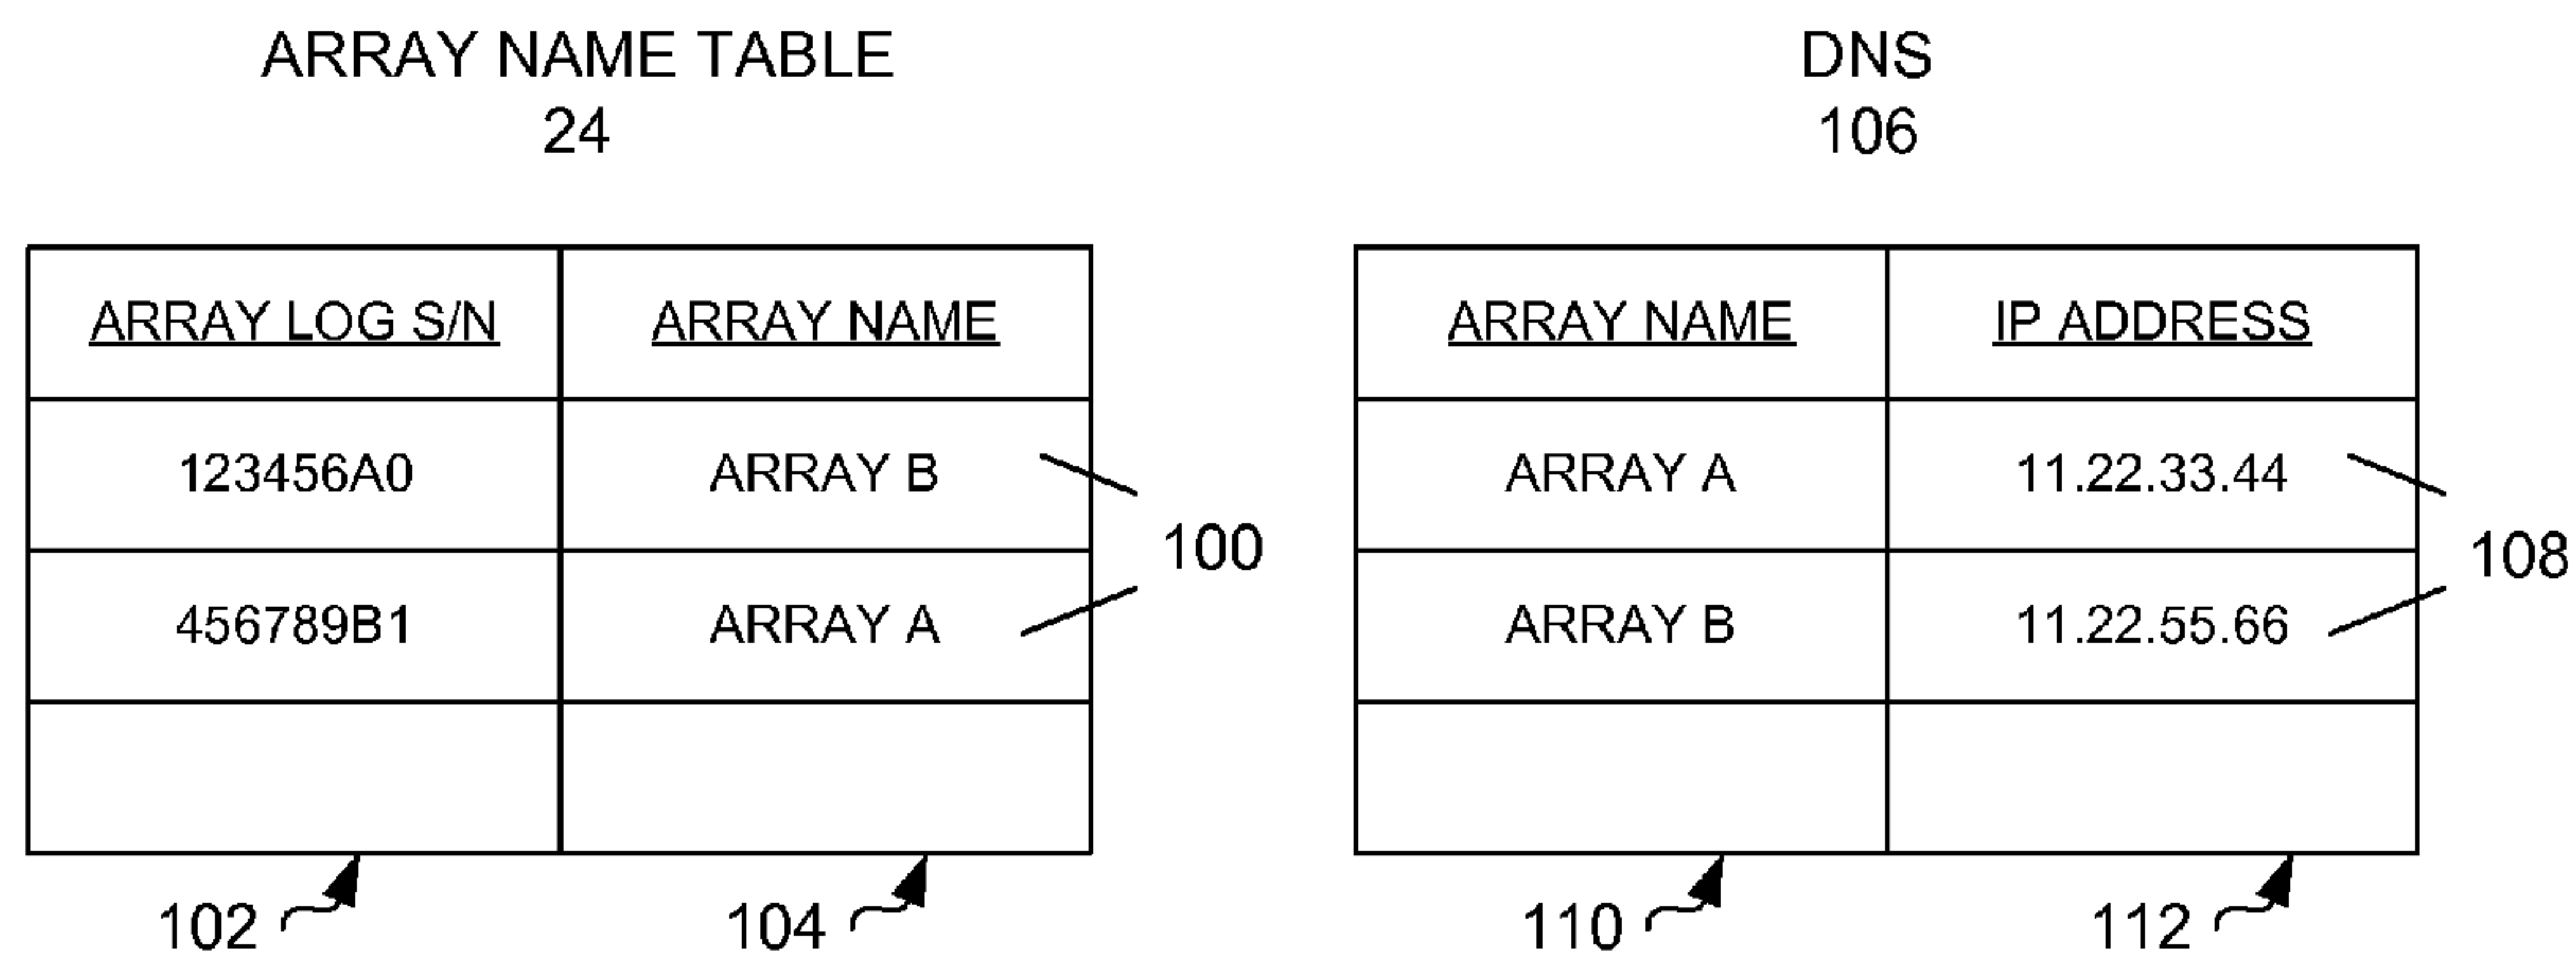 ARRAY NAME TABLE
24
DNS
106
ARRAY LOG S/N ARRAY NAME
123456A0 ARRAY B
456789B1 ARRAY A
100
102 104
ARRAY NAME IP ADDRESS
ARRAY A 11.22.33.44
ARRAY B 11.22.55.66
108
110 112